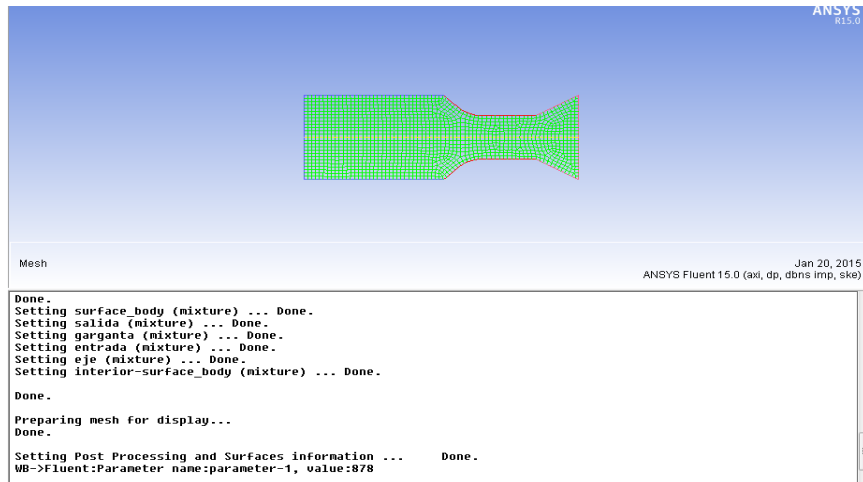 ANSYS
R15.0
Mesh
Jan 20, 2015
ANSYS Fluent 15.0 (axi, dp, dbns imp, ske)
Done.
Setting surface_body (mixture) ... Done.
Setting salida (mixture) ... Done.
Setting garganta (mixture) ... Done.
Setting entrada (mixture) ... Done.
Setting eje (mixture) ... Done.
Setting interior-surface_body (mixture) ... Done.
Done.
Preparing mesh for display...
Done.
Setting Post Processing and Surfaces information ... Done.
WB->Fluent:Parameter name:parameter-1, value:878